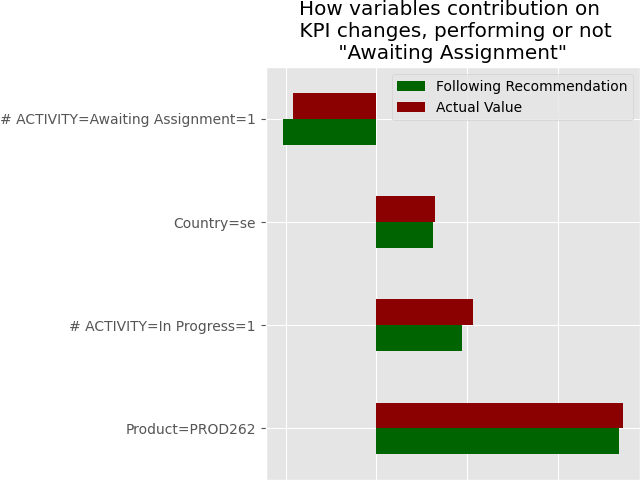 How variables contribution on
KPI changes, performing or not
"Awaiting Assignment"
Following Recommendation
Actual Value
# ACTIVITY=Awaiting Assignment=1
Country=se
# ACTIVITY=In Progress=1
Product=PROD262